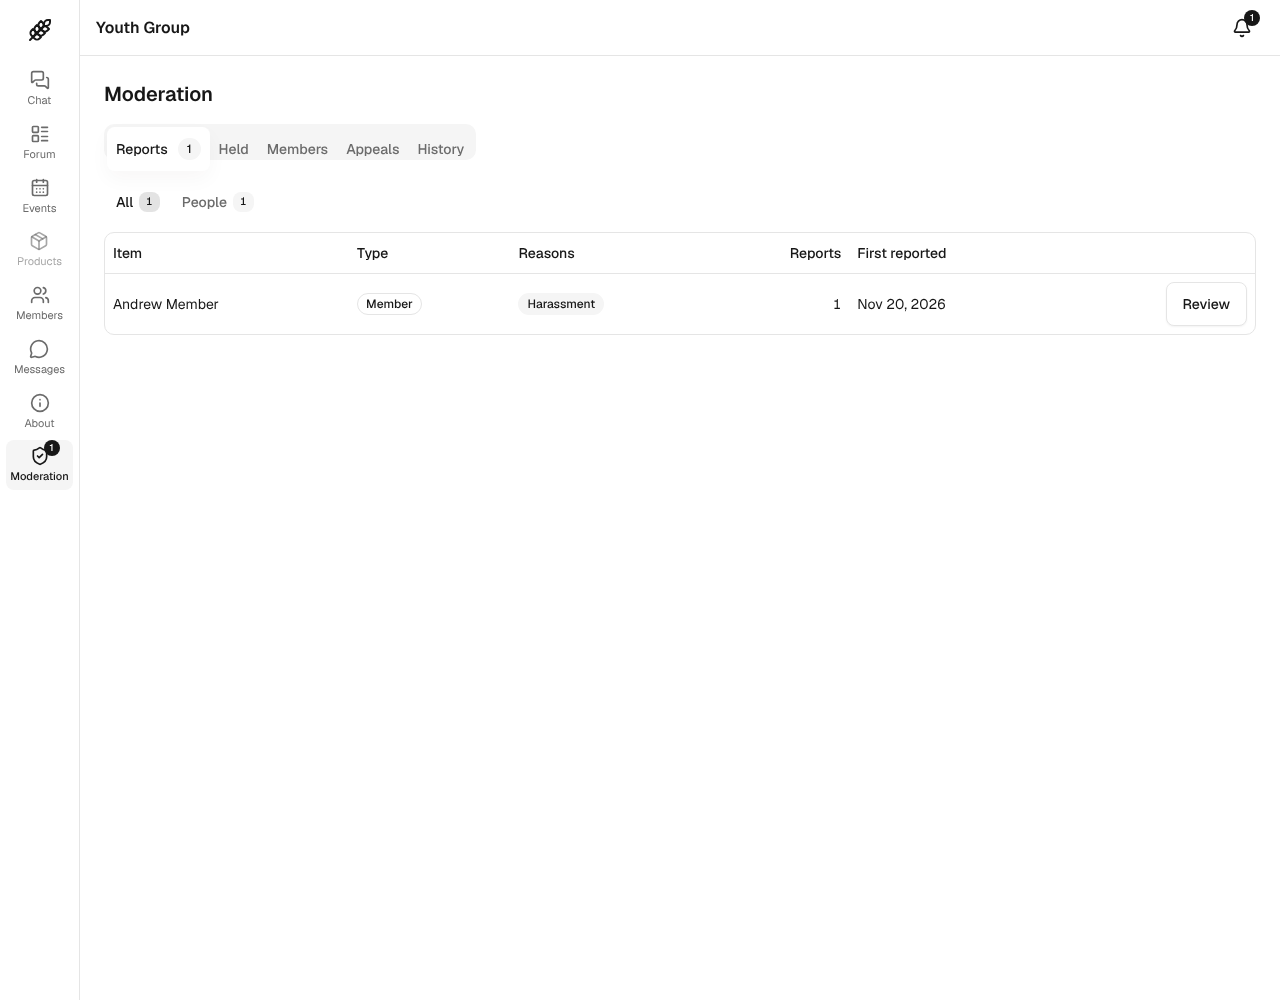 Youth Group
1
Chat
Forum
Events
Products
Members
Messages
About
1
Moderation
Moderation
Reports 1 Held Members Appeals History
All 1 People 1
Item Type Reasons Reports First reported
Andrew Member Member Harassment 1 Nov 20, 2026 Review